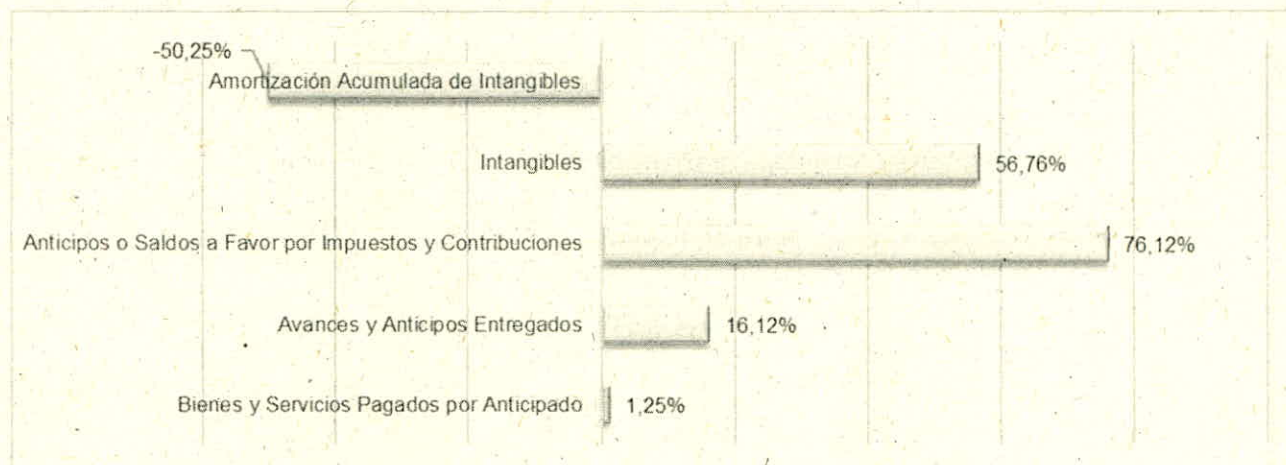 -50,25%
Amortización Acumulada de Intangibles
Intangibles 56,76%
Anticipos o Saldos a Favor por Impuestos y Contribuciones 76,12%
Avances y Anticipos Entregados 16,12%
Bienes y Servicios Pagados por Anticipado 1,25%